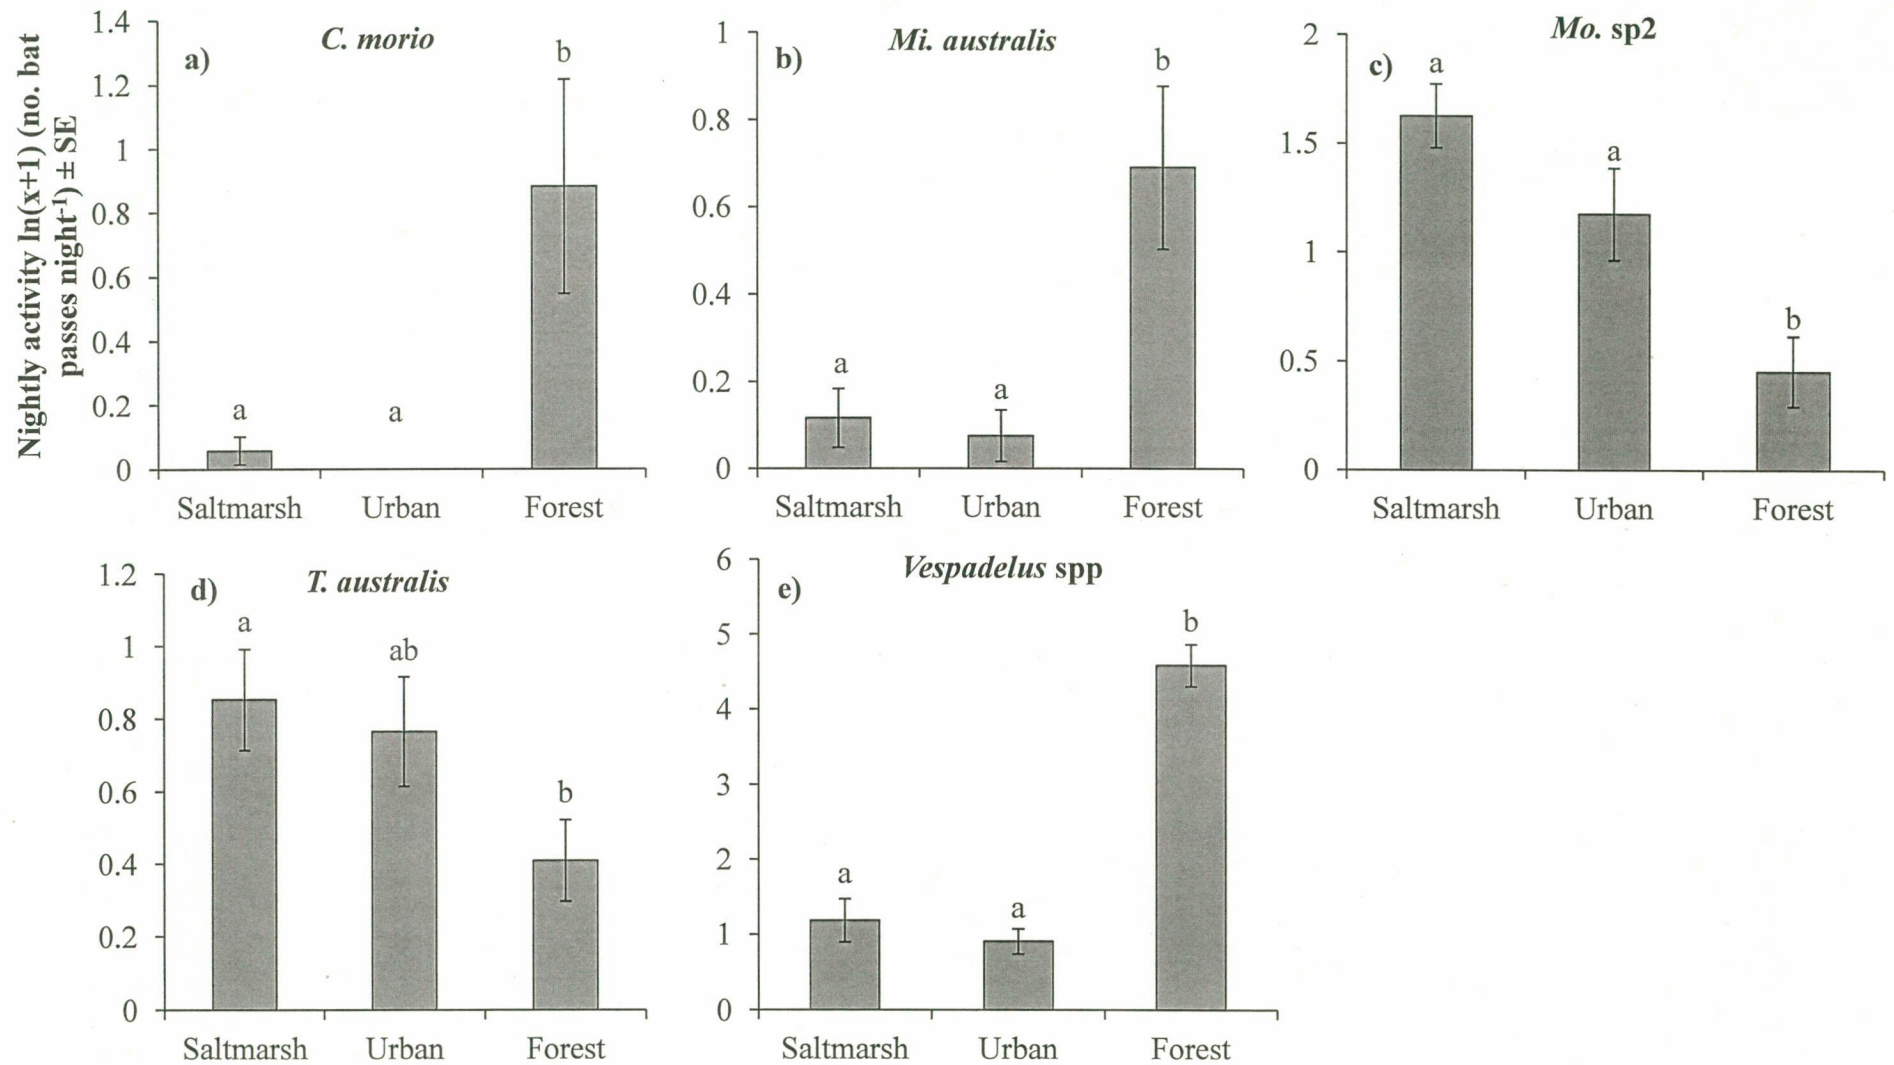 Nightly activity ln(x+1) (no. bat
passes night⁻¹) ± SE
a)
C. morio
1.4
1.2
1
0.8
0.6
0.4
0.2
0
a
a
b
Saltmarsh Urban Forest
b)
Mi. australis
1
0.8
0.6
0.4
0.2
0
a
a
b
Saltmarsh Urban Forest
c)
Mo. sp2
2
1.5
1
0.5
0
a
a
b
Saltmarsh Urban Forest
d)
T. australis
1.2
1
0.8
0.6
0.4
0.2
0
a
ab
b
Saltmarsh Urban Forest
e)
Vespadelus spp
6
5
4
3
2
1
0
a
a
b
Saltmarsh Urban Forest